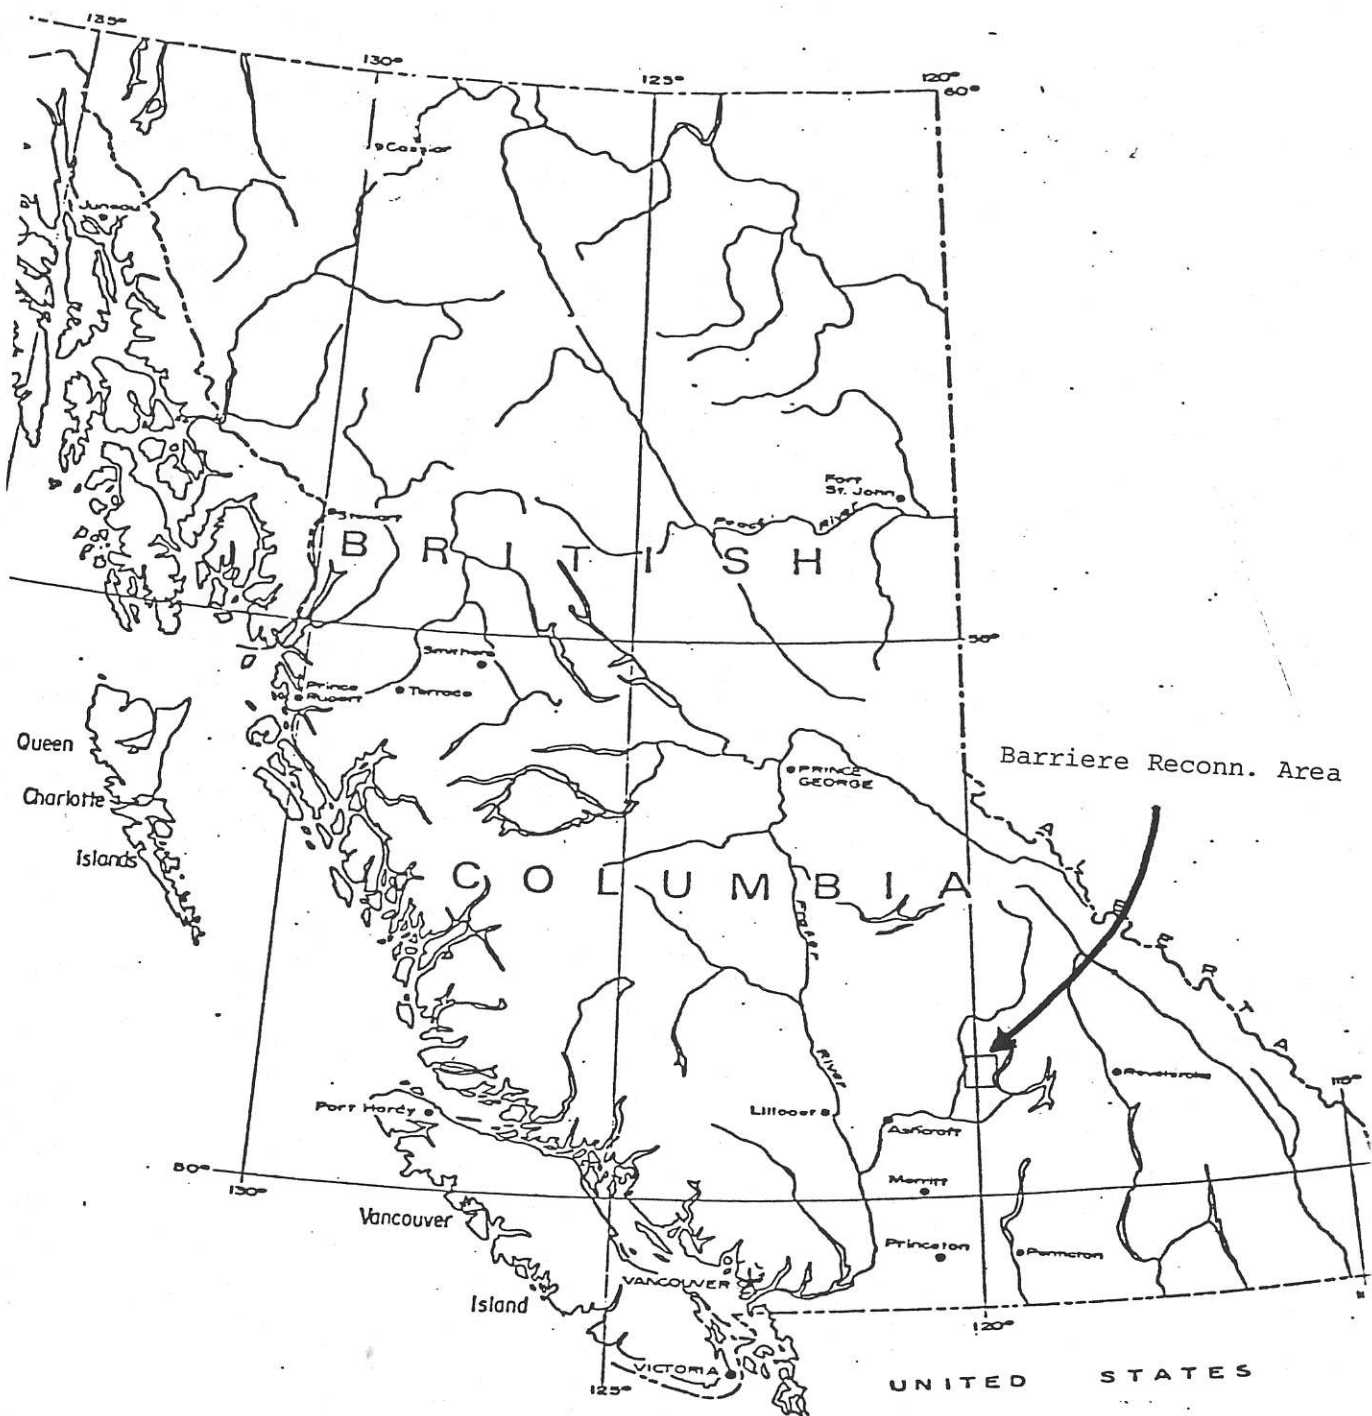 135°
130°
125°
120°
60°
Cassiar
Juneau
Fort
St. John
Peace River
Stewart
BRITISH
55°
Smithers
Prince
Rupert
Terrace
Queen
Charlotte
Islands
PRINCE
GEORGE
Barriere Reconn. Area
ALBERTA
COLUMBIA
Fraser
River
Revelstoke
Port Hardy
Lillooet
Ashcroft
115°
50°
130°
Merritt
Vancouver
Island
Princeton
Penticton
VANCOUVER
120°
VICTORIA
125°
UNITED STATES